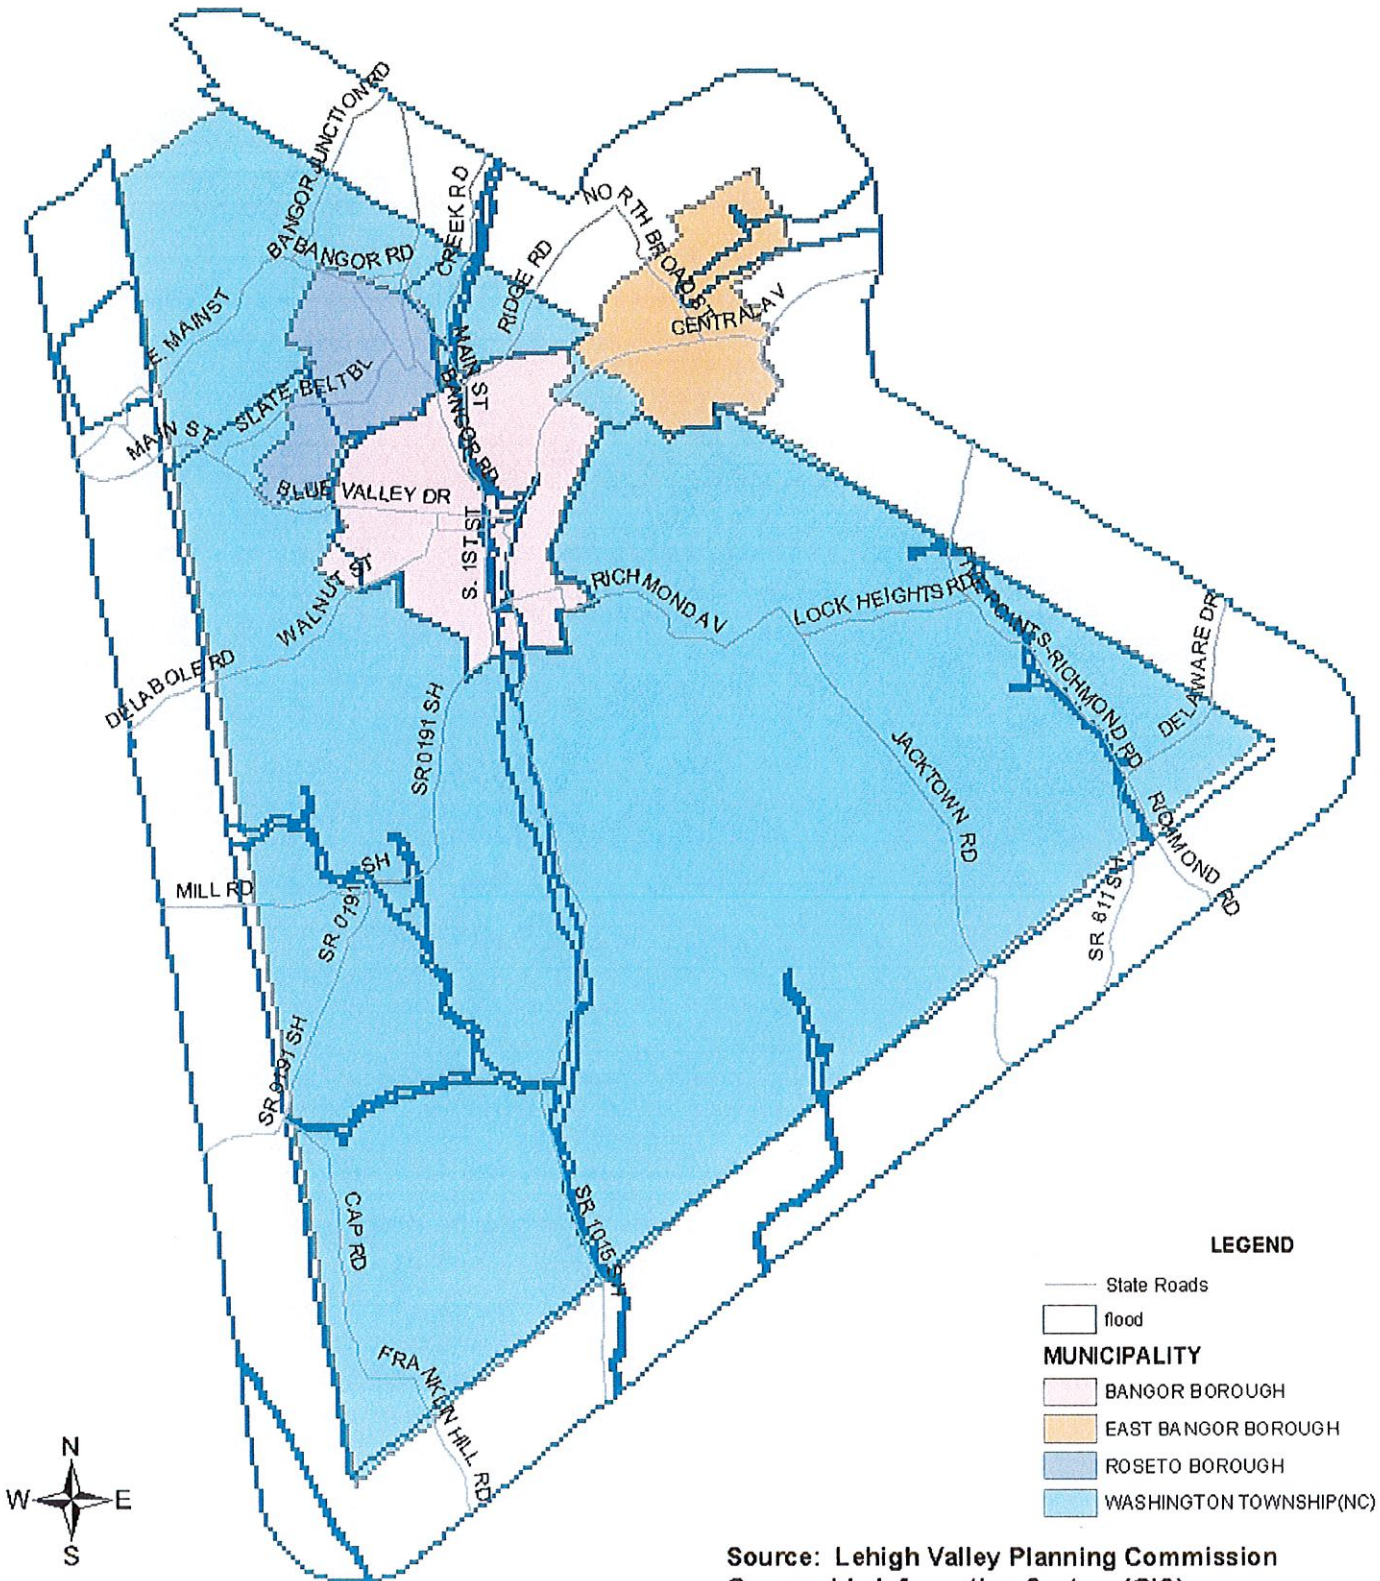 BANGOR JUNCTION RD
CREEK RD
NORTH BROAD ST
BANGOR RD
RIDGE RD
CENTRAL AV
E. MAIN ST
MAIN ST
SLATE BELT BL
BANGOR RD
MAIN ST
BLUE VALLEY DR
S. 1ST ST
WALNUT ST
RICHMOND AV
LOCK HEIGHTS RD
FIVE POINTS-RICHMOND RD
DELAWARE DR
DELAWARE DR
DELABOLE RD
SR 0191 SH
JACKTOWN RD
RICHMOND RD
MILL RD
SR 0191 SH
SR 611 SH
SR 0191 SH
CAP RD
SR 1015 SH
FRANKLIN HILL RD
LEGEND
State Roads
flood
MUNICIPALITY
BANGOR BOROUGH
EAST BANGOR BOROUGH
ROSETO BOROUGH
WASHINGTON TOWNSHIP(NC)
N
W E
S
Source: Lehigh Valley Planning Commission